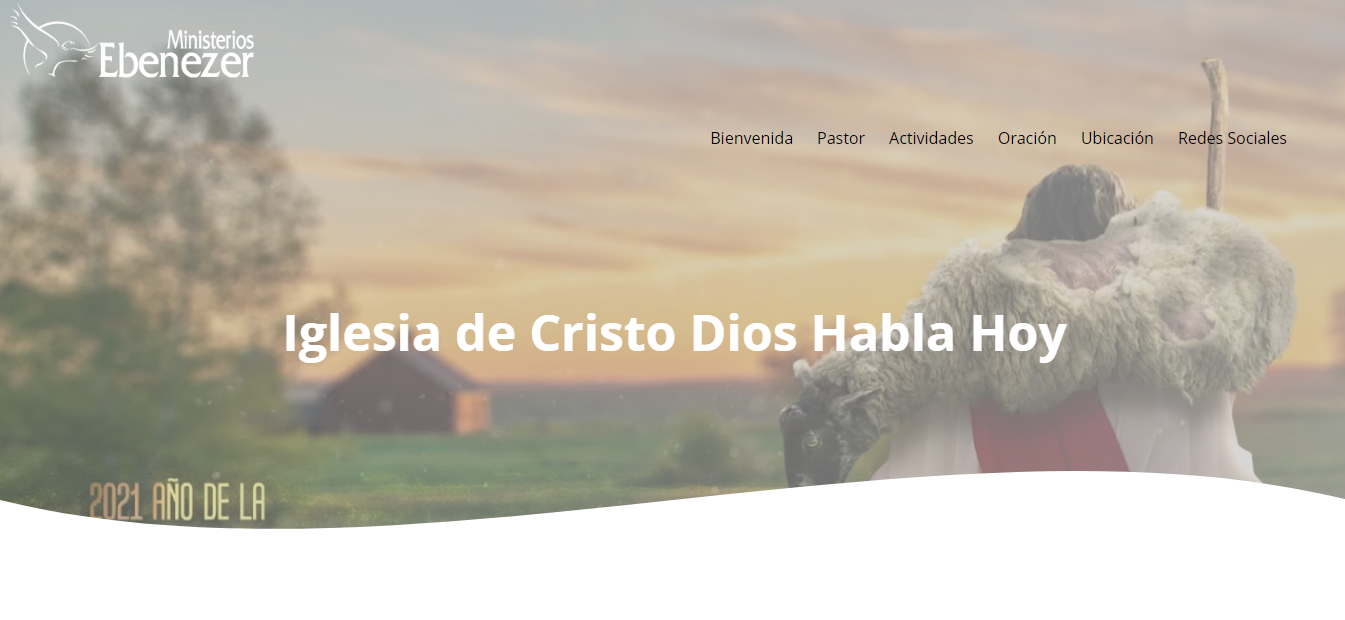 Ministerios
Ebenezer
Bienvenida Pastor Actividades Oración Ubicación Redes Sociales
Iglesia de Cristo Dios Habla Hoy
2021 AÑO DE LA